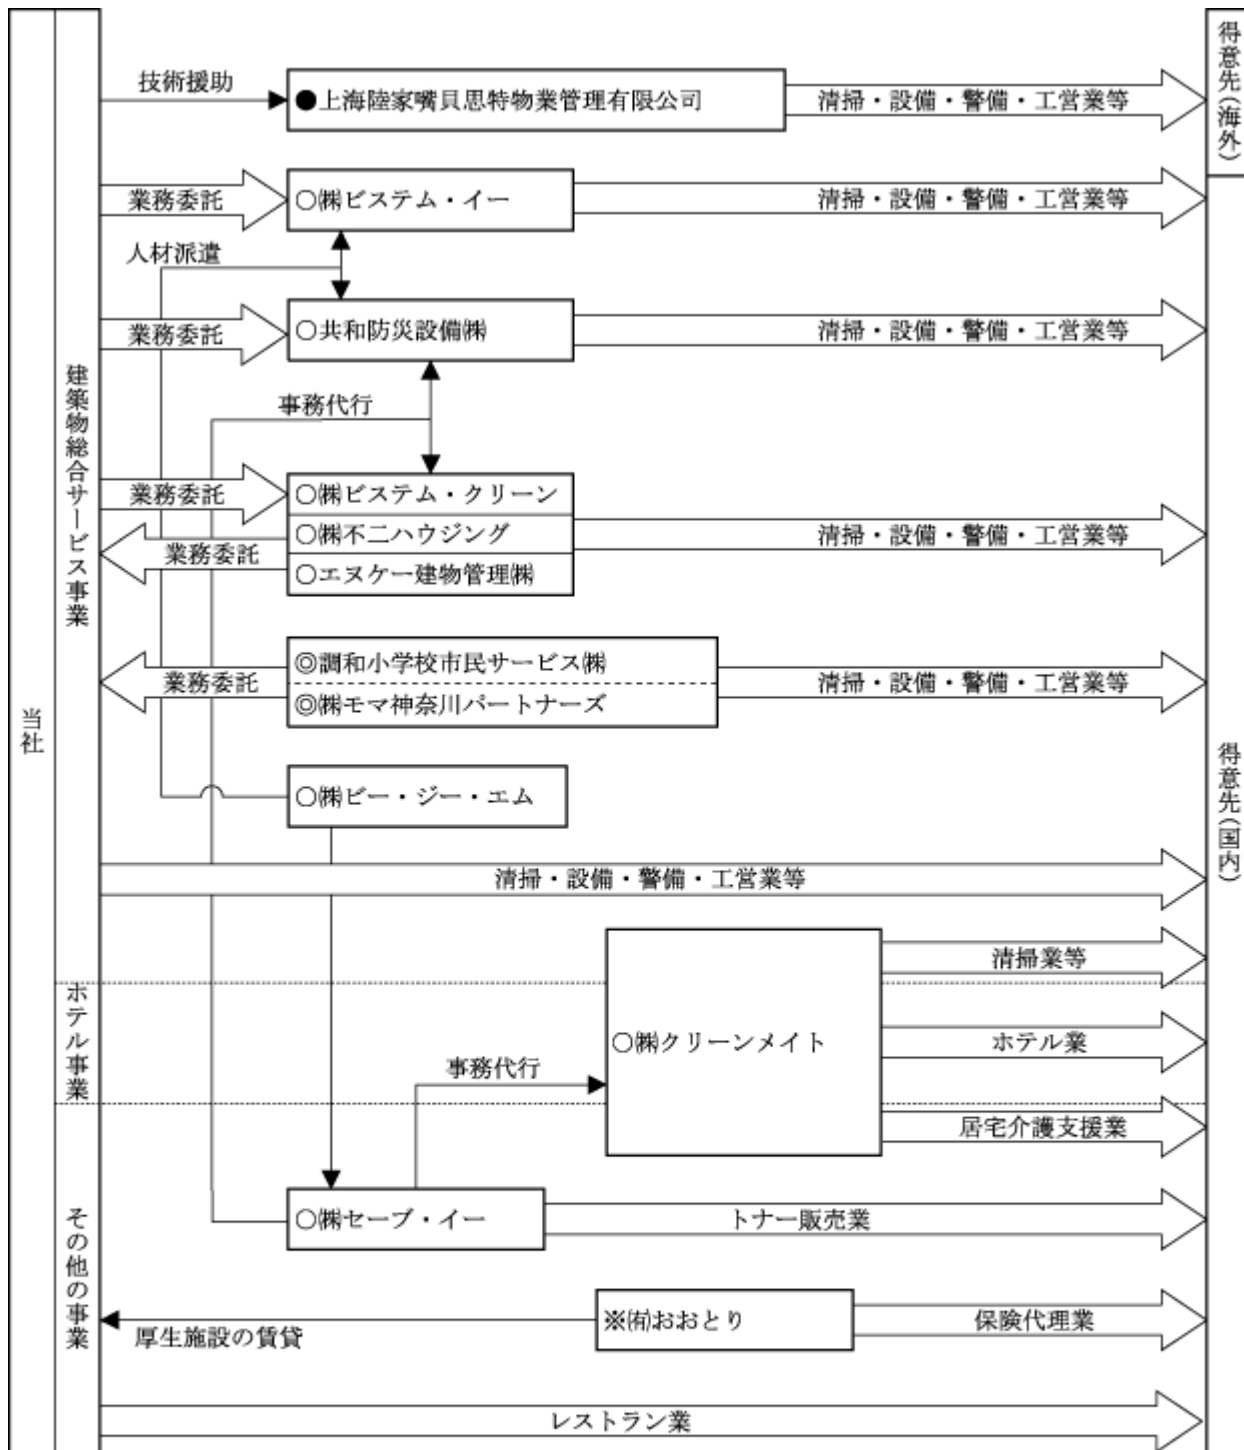 当社
建築物総合サービス事業
ホテル事業
その他の事業
得意先(海外)
得意先(国内)
技術援助
●上海陸家嘴貝思特物業管理有限公司
清掃・設備・警備・工営業等
業務委託
○㈱ビステム・イー
清掃・設備・警備・工営業等
人材派遣
業務委託
○共和防災設備㈱
清掃・設備・警備・工営業等
事務代行
業務委託
○㈱ビステム・クリーン
○㈱不二ハウジング
清掃・設備・警備・工営業等
業務委託
○エヌケー建物管理㈱
◎調和小学校市民サービス㈱
業務委託
清掃・設備・警備・工営業等
◎㈱モマ神奈川パートナーズ
○㈱ビー・ジー・エム
清掃・設備・警備・工営業等
清掃業等
○㈱クリーンメイト
ホテル業
事務代行
居宅介護支援業
○㈱セーブ・イー
トナー販売業
※㈲おおとり
保険代理業
厚生施設の賃貸
レストラン業